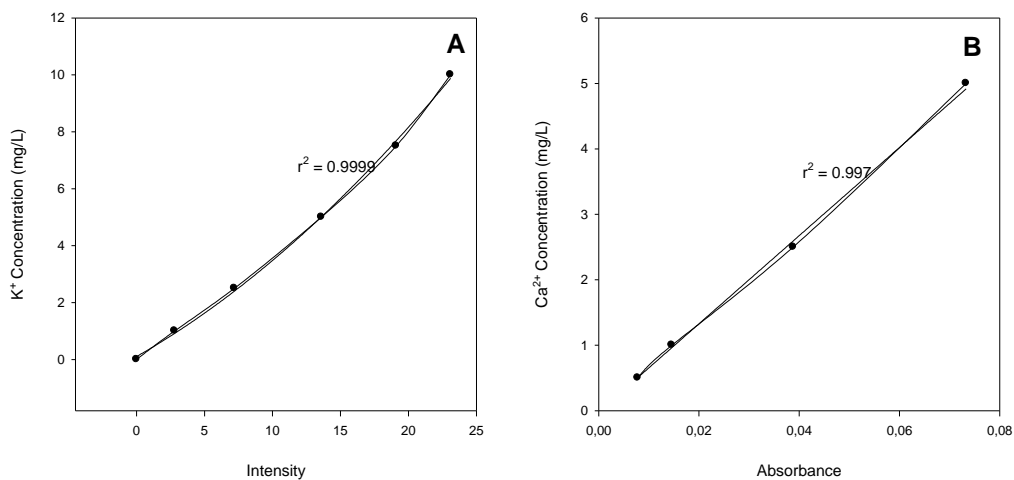 A
K+ Concentration (mg/L)
12
10
8
6
4
2
0
r2 = 0.9999
0 5 10 15 20 25
Intensity
B
Ca2+ Concentration (mg/L)
6
5
4
3
2
1
0
r2 = 0.997
0,00 0,02 0,04 0,06 0,08
Absorbance